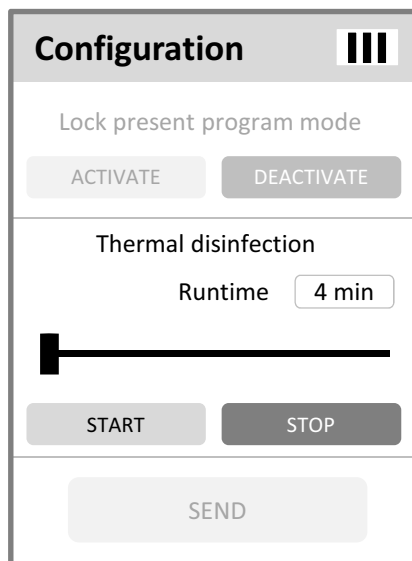 Configuration
Lock present program mode
ACTIVATE DEACTIVATE
Thermal disinfection
Runtime 4 min
START STOP
SEND